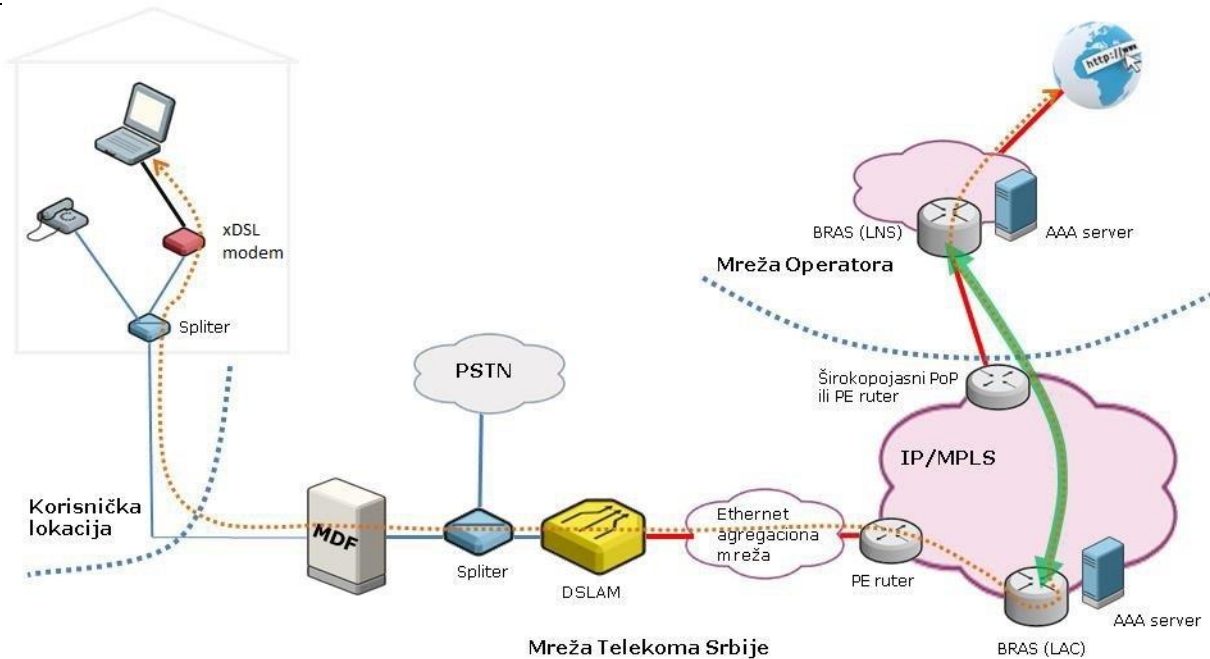 http://www
xDSL
modem
BRAS (LNS)
AAA server
Mreža Operatora
Spliter
PSTN
Širokopojasni PoP
ili PE ruter
IP/MPLS
Korisnička
lokacija
MDF
Ethernet
agregaciona
mreža
Spliter
DSLAM
PE ruter
AAA server
Mreža Telekoma Srbije
BRAS (LAC)